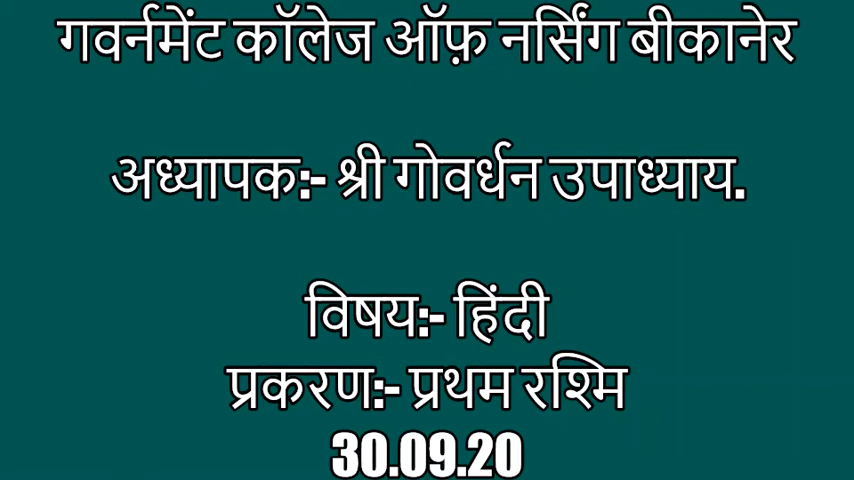 गवर्नमेंट कॉलेज ऑफ़ नर्सिंग बीकानेर
अध्यापक:- श्री गोवर्धन उपाध्याय.
विषय:- हिंदी
प्रकरण:- प्रथम रश्मि
30.09.20